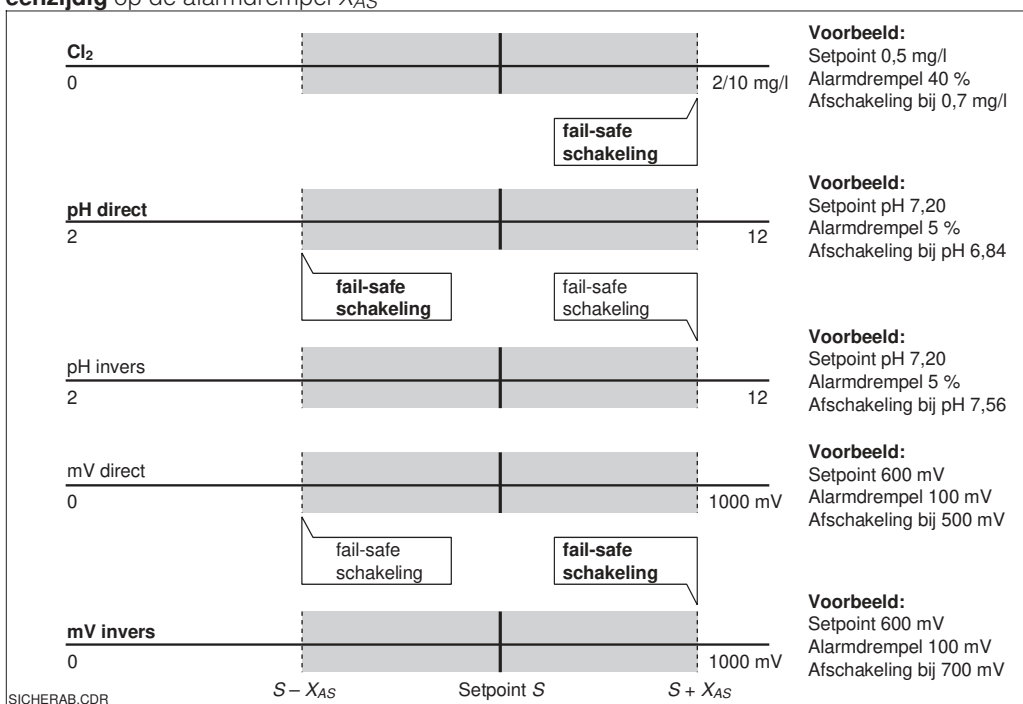 eenzijdig op de alarmdrempel XAS
Cl2
0
2/10 mg/l
fail-safe
schakeling
Voorbeeld:
Setpoint 0,5 mg/l
Alarmdrempel 40 %
Afschakeling bij 0,7 mg/l
pH direct
2
12
fail-safe
schakeling
fail-safe
schakeling
Voorbeeld:
Setpoint pH 7,20
Alarmdrempel 5 %
Afschakeling bij pH 6,84
pH invers
2
12
Voorbeeld:
Setpoint pH 7,20
Alarmdrempel 5 %
Afschakeling bij pH 7,56
mV direct
0
1000 mV
fail-safe
schakeling
fail-safe
schakeling
Voorbeeld:
Setpoint 600 mV
Alarmdrempel 100 mV
Afschakeling bij 500 mV
mV invers
0
1000 mV
Voorbeeld:
Setpoint 600 mV
Alarmdrempel 100 mV
Afschakeling bij 700 mV
SICHERAB.CDR
S – XAS
Setpoint S
S + XAS